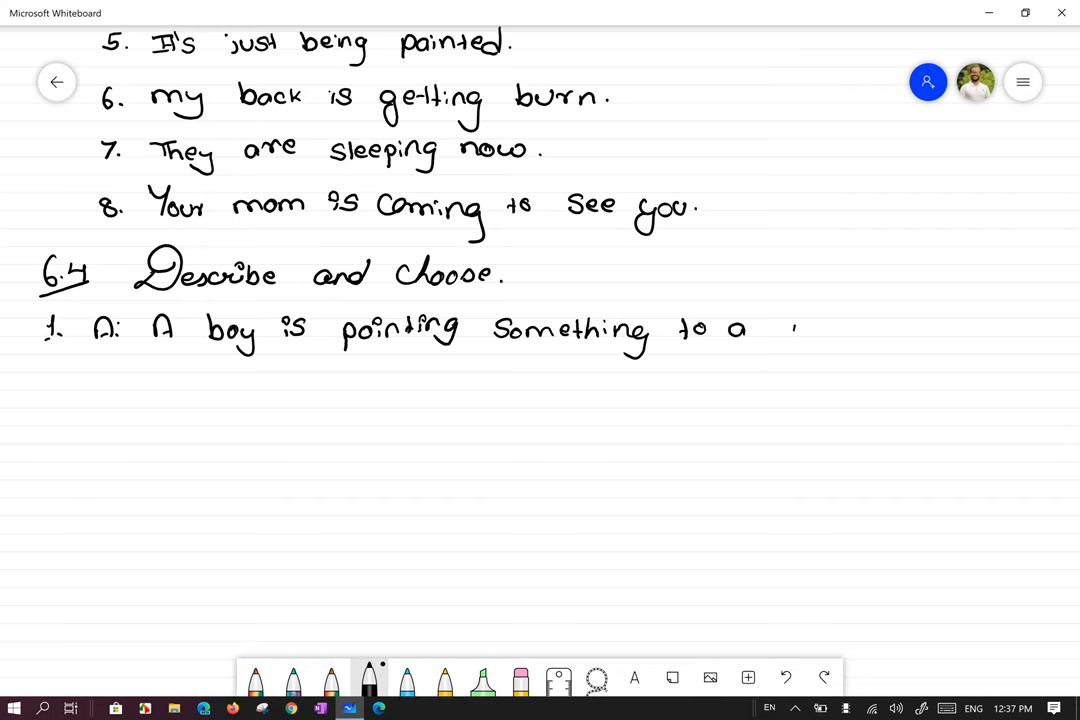 Microsoft Whiteboard
5. It's just being painted.
6. my back is getting burn.
7. They are sleeping now.
8. Your mom is coming to see you.
6.4 Describe and choose.
1. A: A boy is pointing something to a
A
EN
ENG
12:37 PM